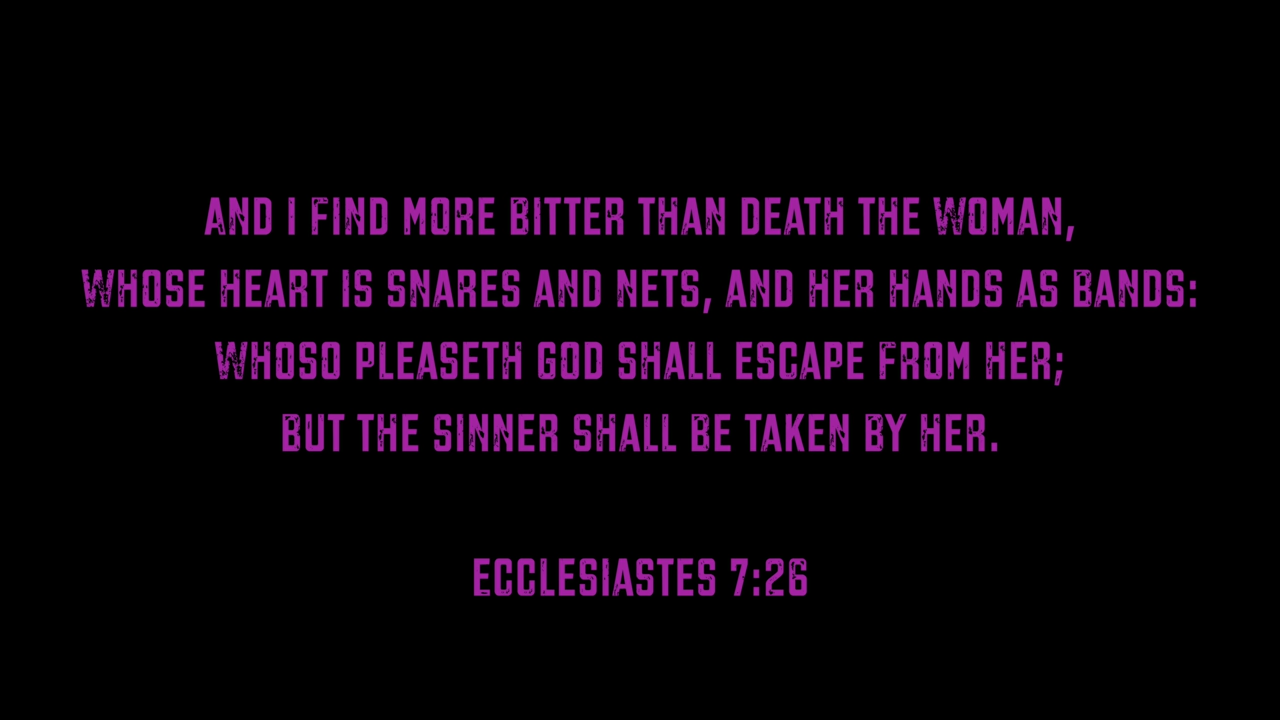 AND I FIND MORE BITTER THAN DEATH THE WOMAN,
WHOSE HEART IS SNARES AND NETS, AND HER HANDS AS BANDS:
WHOSO PLEASETH GOD SHALL ESCAPE FROM HER;
BUT THE SINNER SHALL BE TAKEN BY HER.
ECCLESIASTES 7:26